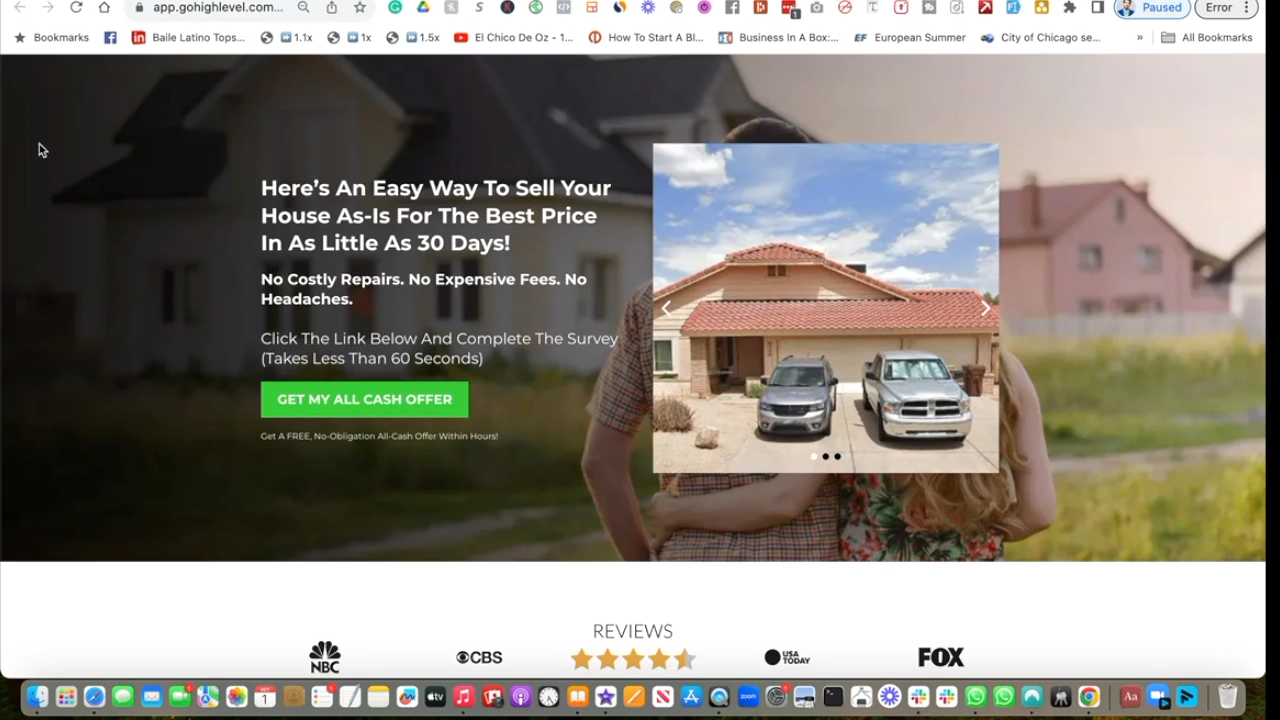 app.gohighlevel.com...
Paused
Error
Bookmarks
Baile Latino Tops...
1.1x
1x
1.5x
El Chico De Oz - 1...
How To Start A Bl...
Business In A Box:...
EF
European Summer
City of Chicago se...
»
All Bookmarks
Here's An Easy Way To Sell Your
House As-Is For The Best Price
In As Little As 30 Days!
No Costly Repairs. No Expensive Fees. No
Headaches.
Click The Link Below And Complete The Survey
(Takes Less Than 60 Seconds)
GET MY ALL CASH OFFER
Get A FREE, No-Obligation All-Cash Offer Within Hours!
REVIEWS
NBC
CBS
USA
TODAY
FOX
tv
zoom
Aa